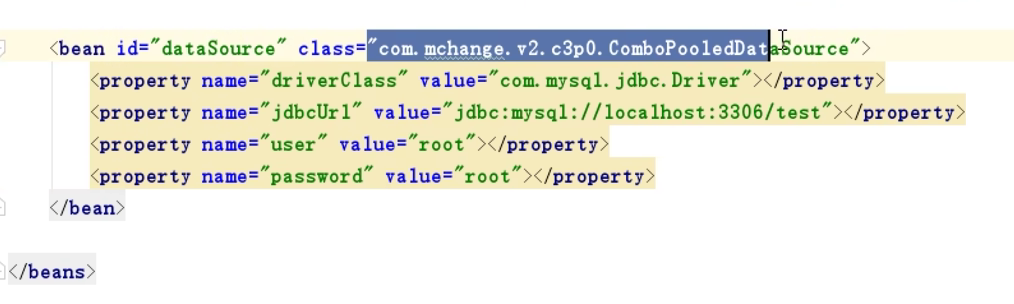 <bean id="dataSource" class="com.mchange.v2.c3p0.ComboPooledDataSource">
<property name="driverClass" value="com.mysql.jdbc.Driver"></property>
<property name="jdbcUrl" value="jdbc:mysql://localhost:3306/test"></property>
<property name="user" value="root"></property>
<property name="password" value="root"></property>
</bean>
</beans>